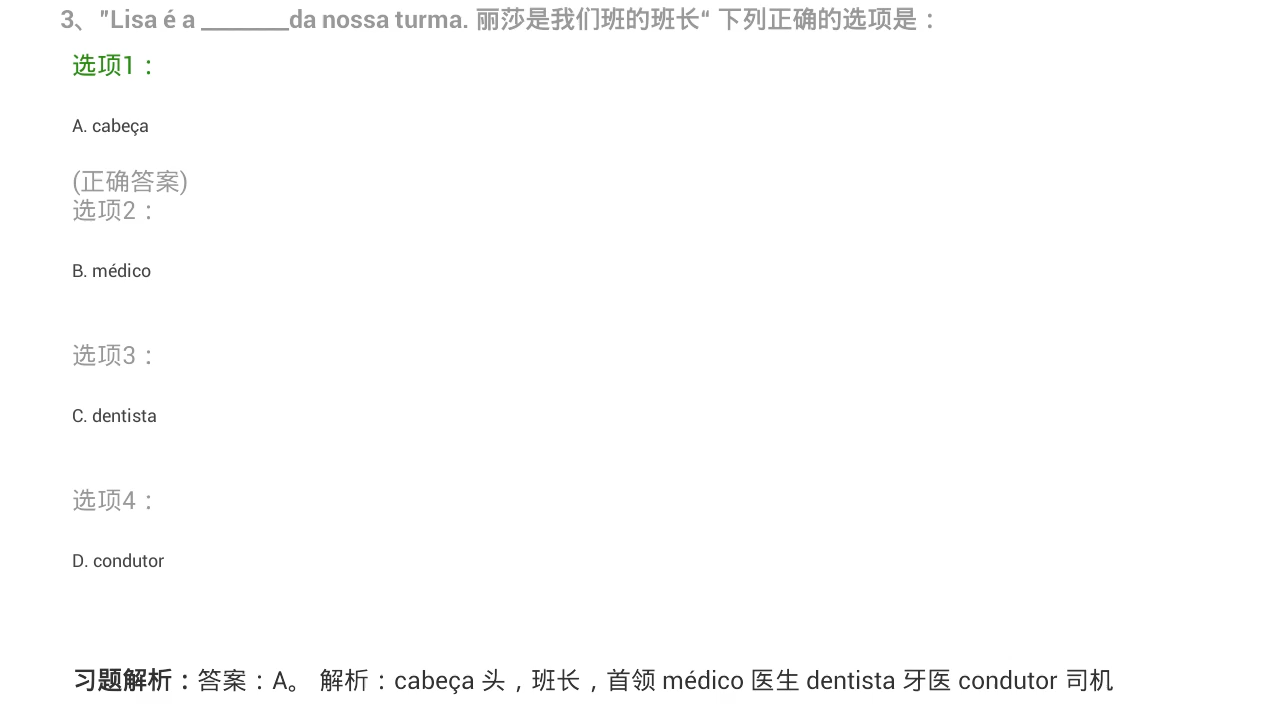 3、"Lisa é a ________da nossa turma. 丽莎是我们班的班长“ 下列正确的选项是：
选项1：
A. cabeça
(正确答案)
选项2：
B. médico
选项3：
C. dentista
选项4：
D. condutor
习题解析：答案：A。 解析：cabeça 头，班长，首领 médico 医生 dentista 牙医 condutor 司机